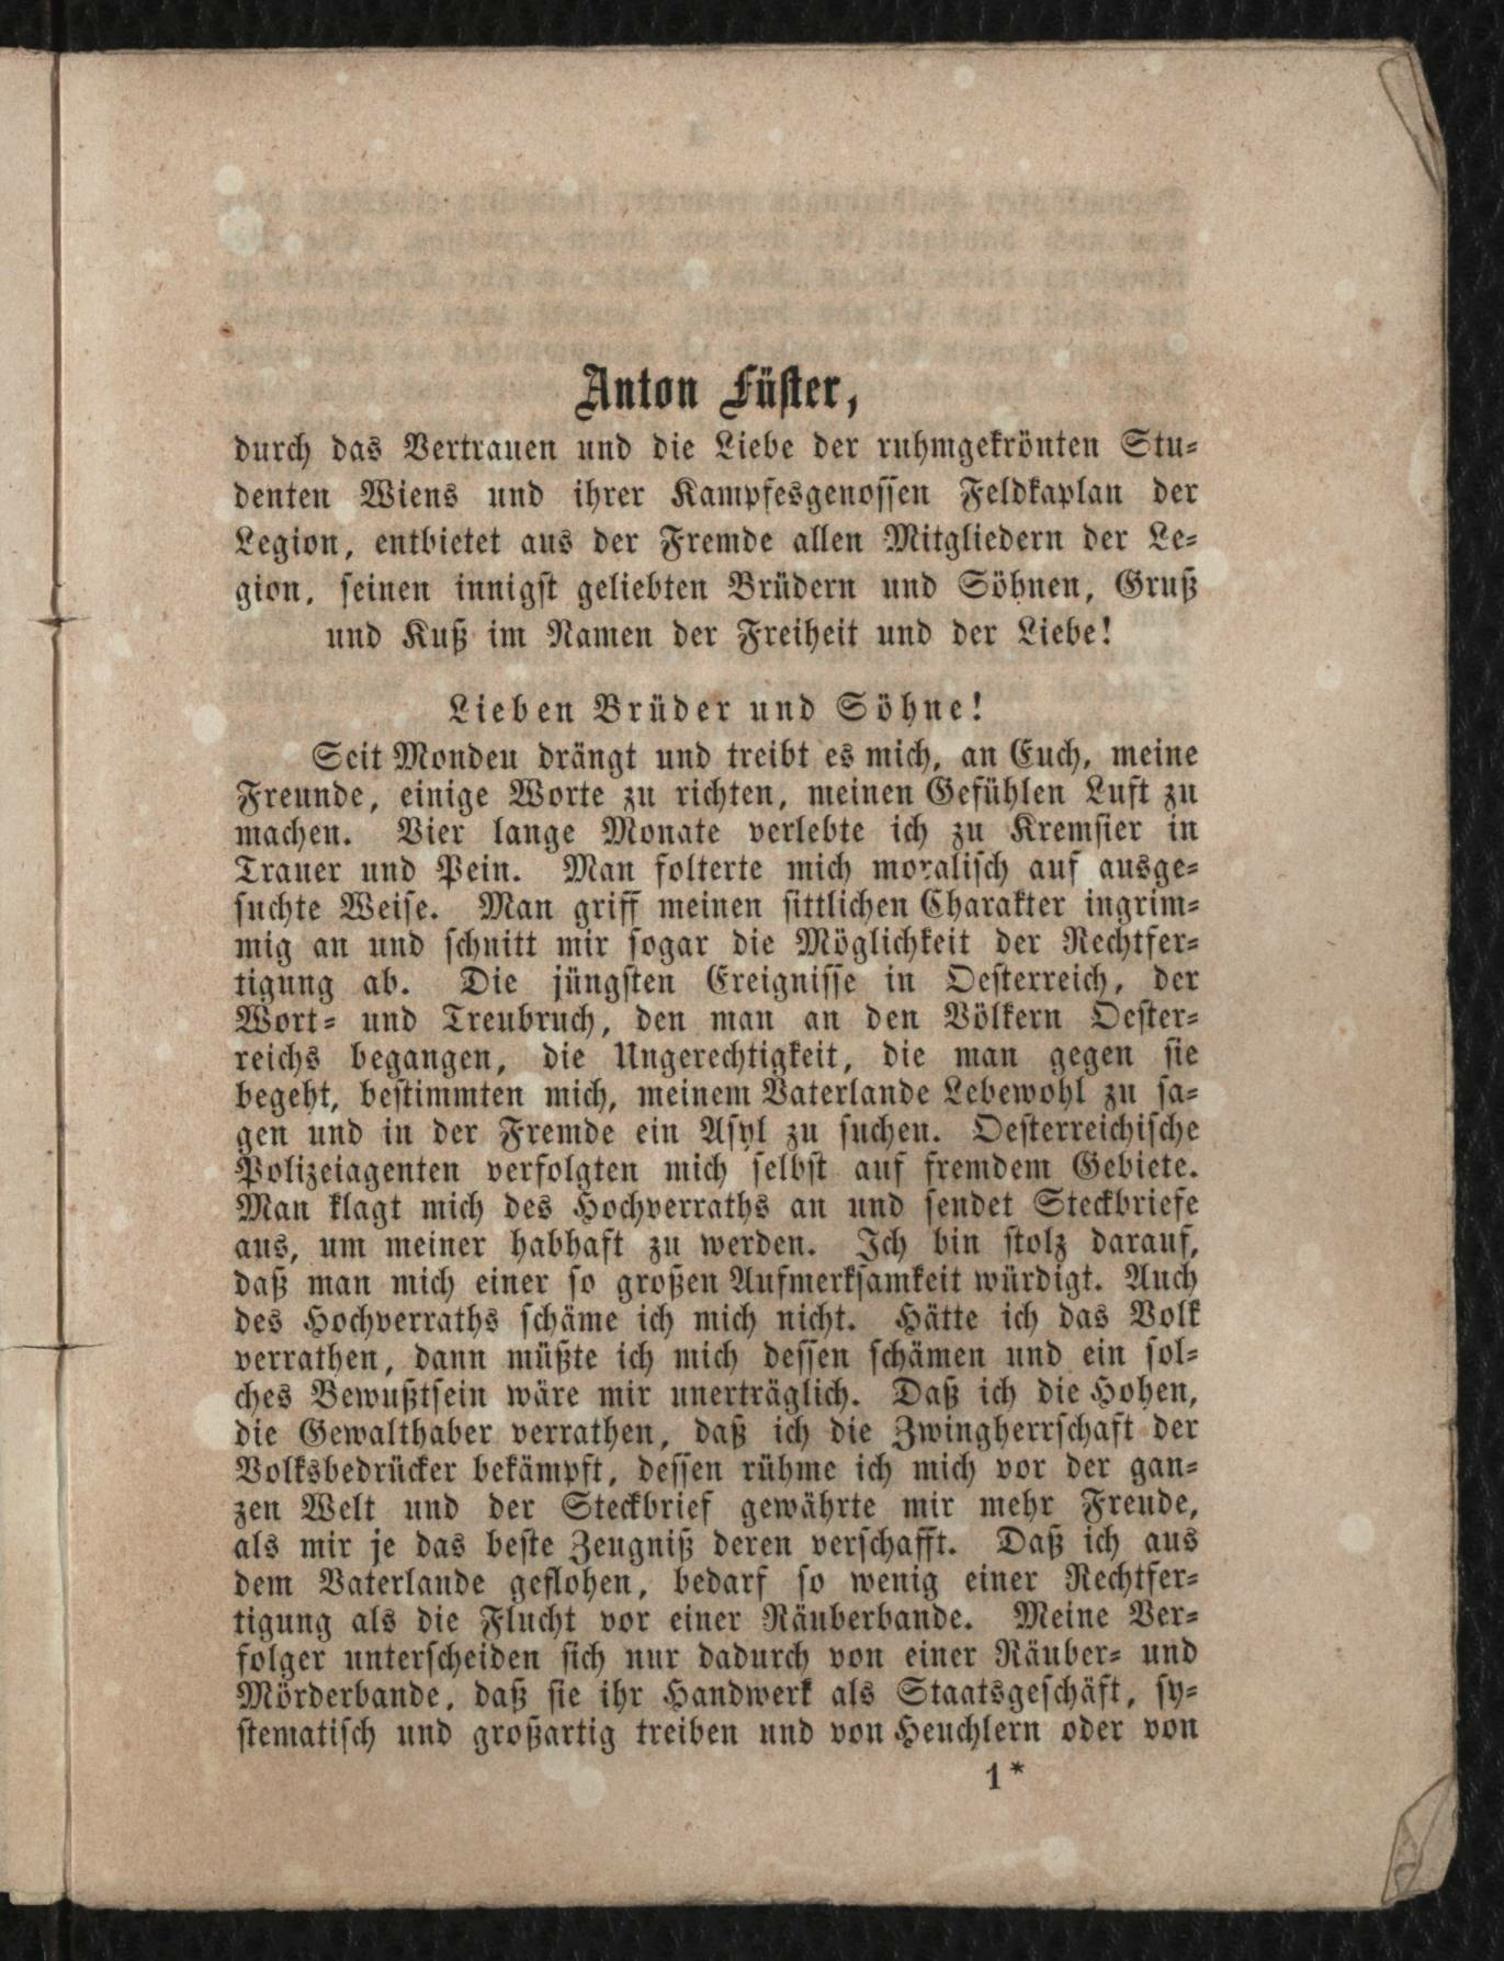 Anton Füster,
durch das Vertrauen und die Liebe der ruhmgekrönten Stu-
denten Wiens und ihrer Kampfesgenossen Feldkaplan der
Legion, entbietet aus der Fremde allen Mitgliedern der Le-
gion, seinen innigst geliebten Brüdern und Söhnen, Gruß
und Kuß im Namen der Freiheit und der Liebe!
Lieben Brüder und Söhne!
Seit Monden drängt und treibt es mich, an Euch, meine
Freunde, einige Worte zu richten, meinen Gefühlen Luft zu
machen. Vier lange Monate verlebte ich zu Kremsier in
Trauer und Pein. Man folterte mich moralisch auf ausge-
suchte Weise. Man griff meinen sittlichen Charakter ingrim-
mig an und schnitt mir sogar die Möglichkeit der Rechtfer-
tigung ab. Die jüngsten Ereignisse in Oesterreich, der
Wort- und Treubruch, den man an den Völkern Oester-
reichs begangen, die Ungerechtigkeit, die man gegen sie
begeht, bestimmten mich, meinem Vaterlande Lebewohl zu sa-
gen und in der Fremde ein Asyl zu suchen. Oesterreichische
Polizeiagenten verfolgten mich selbst auf fremdem Gebiete.
Man klagt mich des Hochverraths an und sendet Steckbriefe
aus, um meiner habhaft zu werden. Ich bin stolz darauf,
daß man mich einer so großen Aufmerksamkeit würdigt. Auch
des Hochverraths schäme ich mich nicht. Hätte ich das Volk
verrathen, dann müßte ich mich dessen schämen und ein sol-
ches Bewußtsein wäre mir unerträglich. Daß ich die Hohen,
die Gewalthaber verrathen, daß ich die Zwingherrschaft der
Volksbedrücker bekämpft, dessen rühme ich mich vor der gan-
zen Welt und der Steckbrief gewährte mir mehr Freude,
als mir je das beste Zeugniß deren verschafft. Daß ich aus
dem Vaterlande geflohen, bedarf so wenig einer Rechtfer-
tigung als die Flucht vor einer Räuberbande. Meine Ver-
folger unterscheiden sich nur dadurch von einer Räuber- und
Mörderbande, daß sie ihr Handwerk als Staatsgeschäft, sy-
stematisch und großartig treiben und von Heuchlern oder von
1*